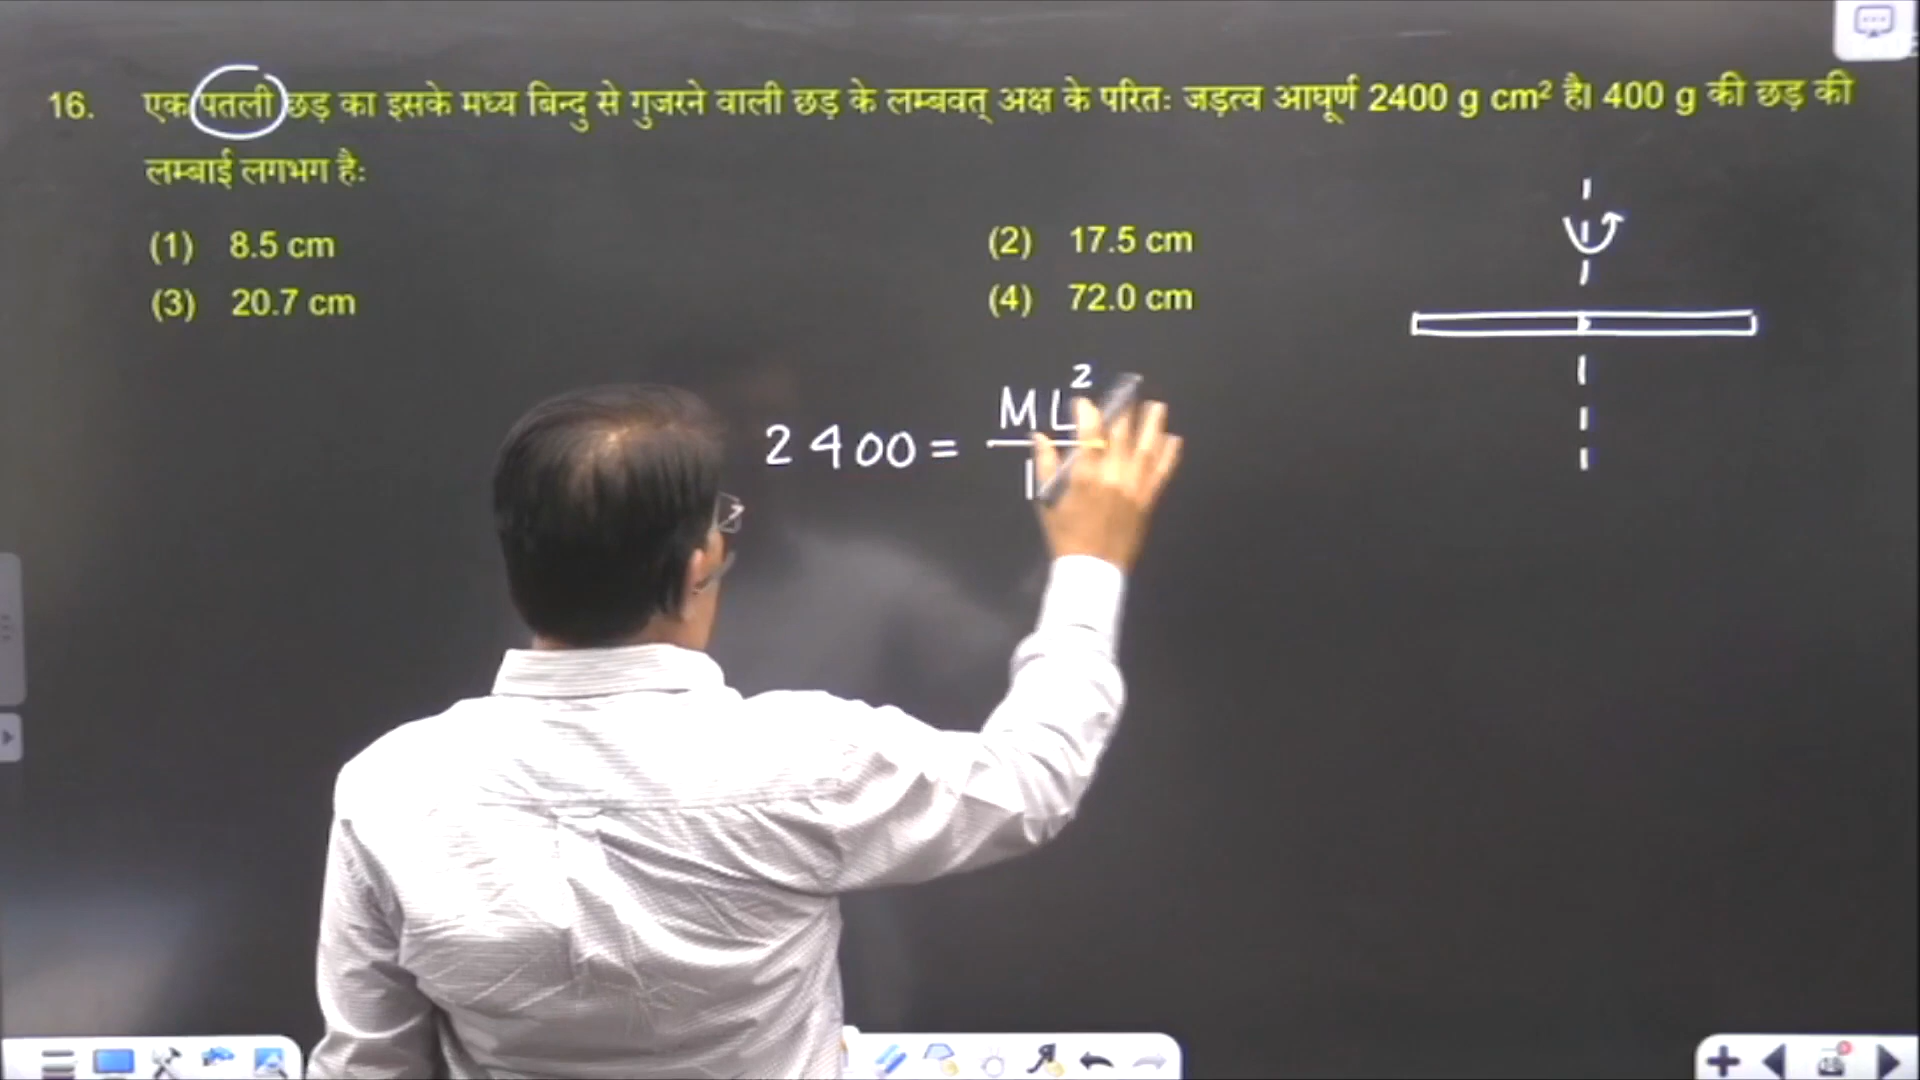 16. एक पतली छड़ का इसके मध्य बिन्दु से गुजरने वाली छड़ के लम्बवत् अक्ष के परितः जड़त्व आघूर्ण 2400 g cm² है। 400 g की छड़ की
लम्बाई लगभग है:
(1) 8.5 cm
(2) 17.5 cm
(3) 20.7 cm
(4) 72.0 cm
2400 = ML²
1